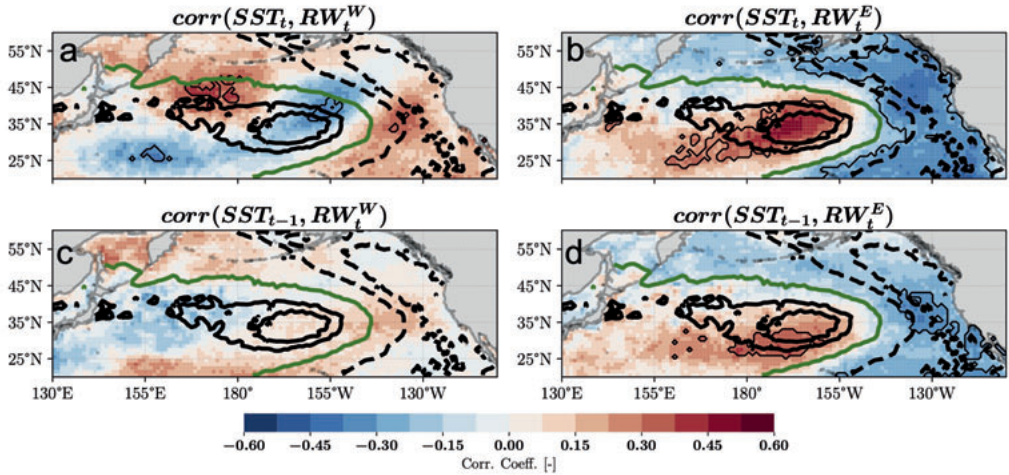 corr(SST_t, RW_t^W)
corr(SST_t, RW_t^E)
a
b
55°N
45°N
35°N
25°N
55°N
45°N
35°N
25°N
corr(SST_{t−1}, RW_t^W)
corr(SST_{t−1}, RW_t^E)
c
d
55°N
45°N
35°N
25°N
55°N
45°N
35°N
25°N
130°E 155°E 180° 155°W 130°W
130°E 155°E 180° 155°W 130°W
−0.60 −0.45 −0.30 −0.15 0.00 0.15 0.30 0.45 0.60
Corr. Coeff. [-]